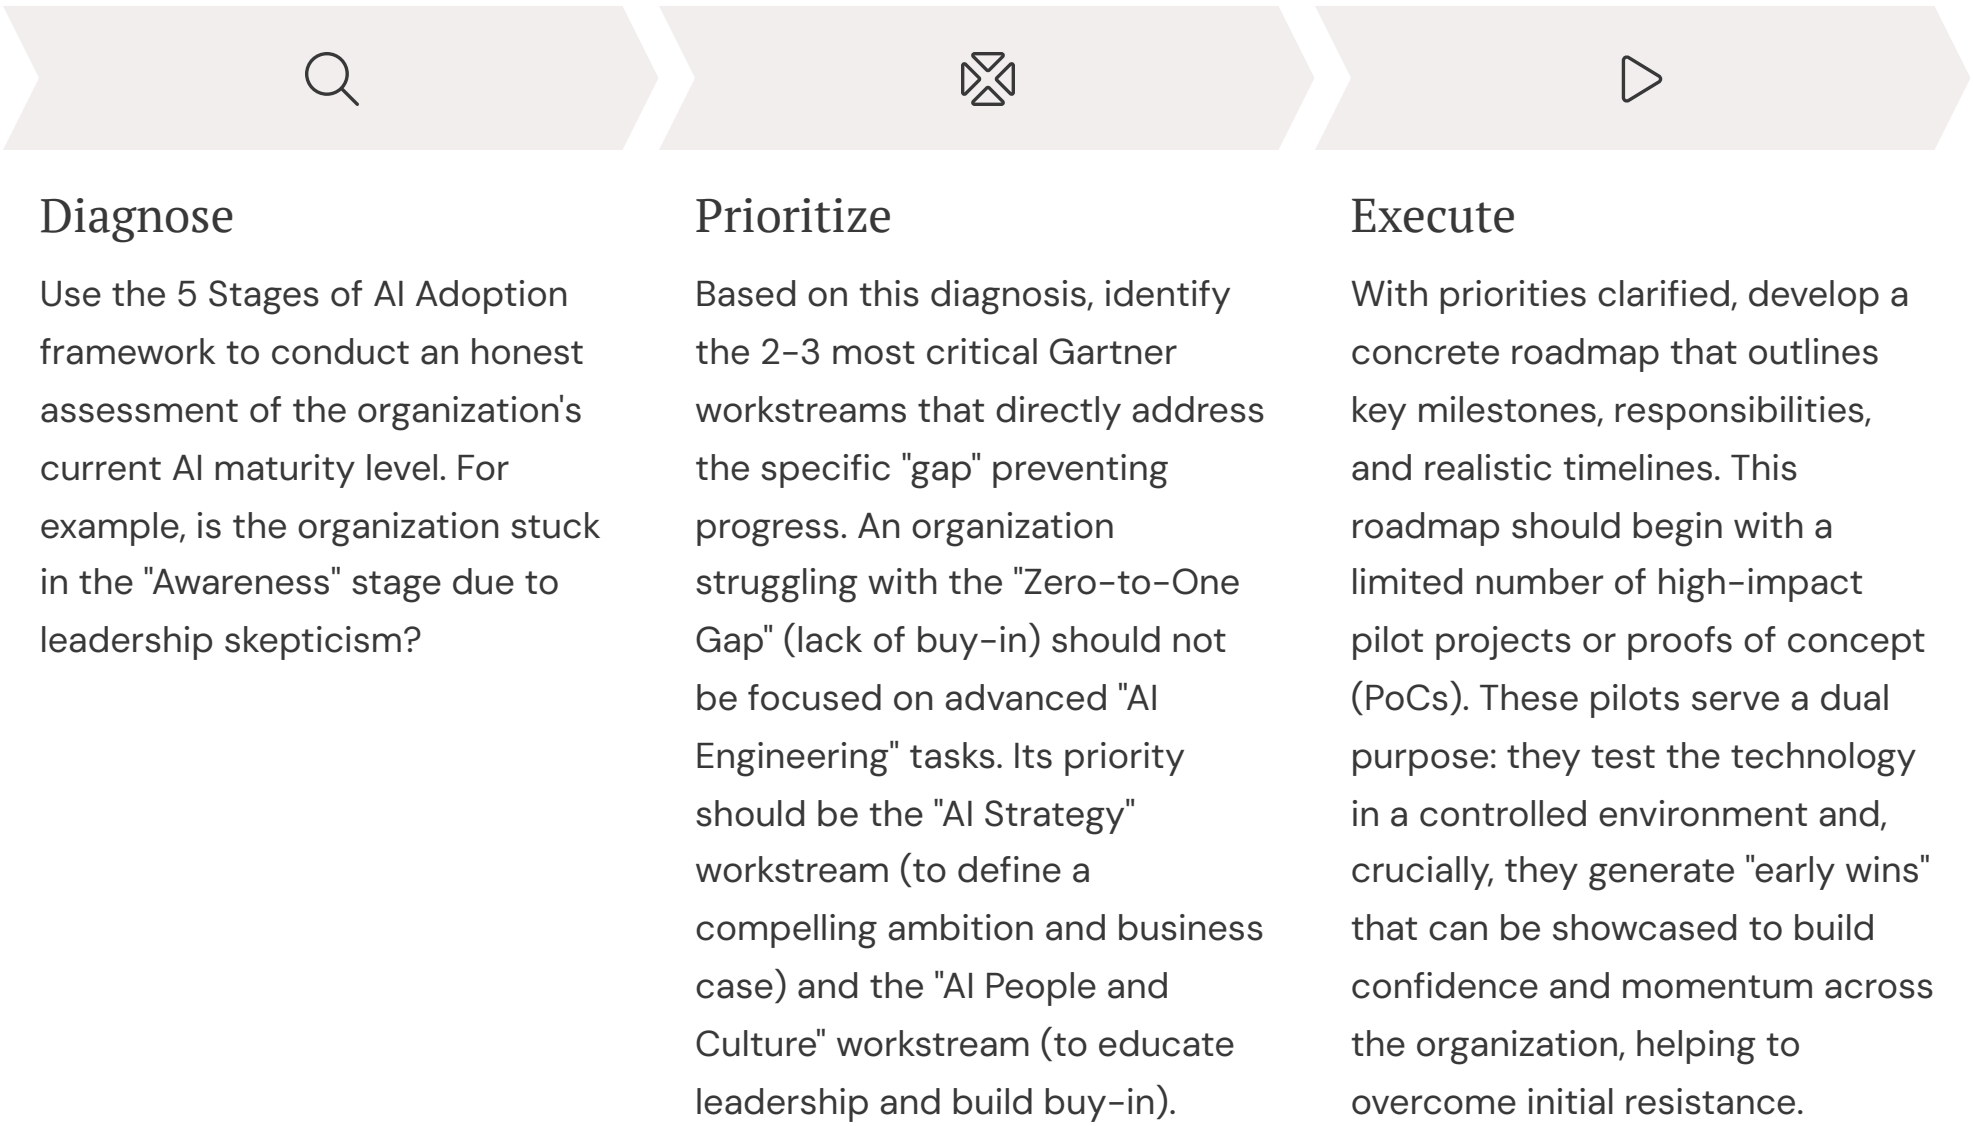 Diagnose
Use the 5 Stages of AI Adoption
framework to conduct an honest
assessment of the organization's
current AI maturity level. For
example, is the organization stuck
in the "Awareness" stage due to
leadership skepticism?
Prioritize
Based on this diagnosis, identify
the 2-3 most critical Gartner
workstreams that directly address
the specific "gap" preventing
progress. An organization
struggling with the "Zero-to-One
Gap" (lack of buy-in) should not
be focused on advanced "AI
Engineering" tasks. Its priority
should be the "AI Strategy"
workstream (to define a
compelling ambition and business
case) and the "AI People and
Culture" workstream (to educate
leadership and build buy-in).
Execute
With priorities clarified, develop a
concrete roadmap that outlines
key milestones, responsibilities,
and realistic timelines. This
roadmap should begin with a
limited number of high-impact
pilot projects or proofs of concept
(PoCs). These pilots serve a dual
purpose: they test the technology
in a controlled environment and,
crucially, they generate "early wins"
that can be showcased to build
confidence and momentum across
the organization, helping to
overcome initial resistance.